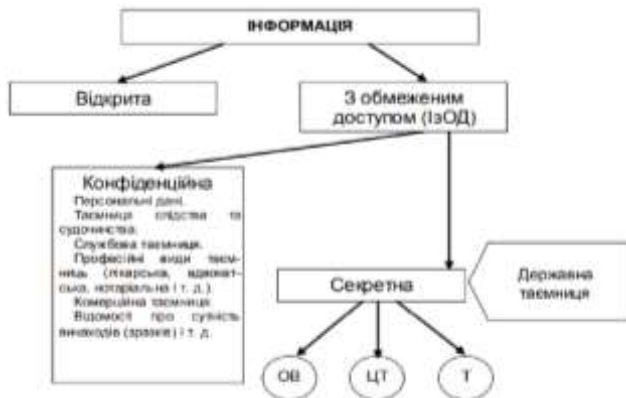 ІНФОРМАЦІЯ
Відкрита
З обмеженим
доступом (ІзОД)
Конфіденційна
Персональні дані.
Таємниця слідства та
судочинства.
Службова таємниця.
Професійні види таєм-
ниць (лікарська, адвокат-
ська, нотаріальна і т. д.)
Комерційна таємниця.
Відомості про сутність
винаходів (зразків) і т. д.
Секретна
Державна
таємниця
ОВ
ЦТ
Т